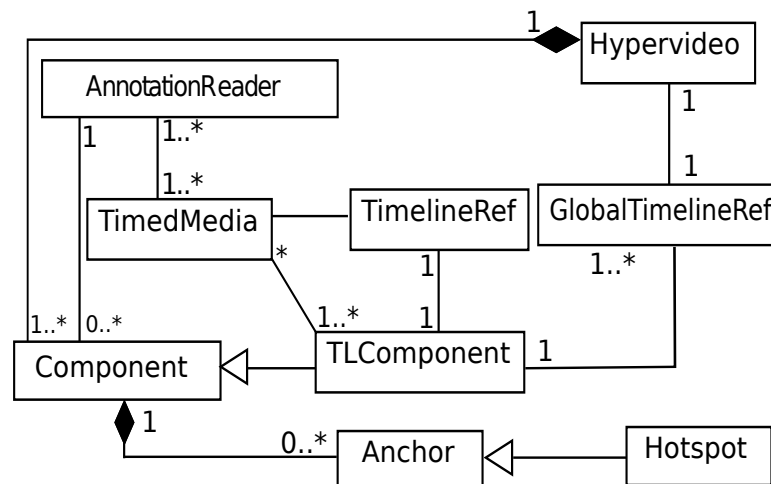 1
Hypervideo
AnnotationReader
1
1..*
1
1..*
1
TimedMedia
TimelineRef
GlobalTimelineRef
*
1
1..*
1..*
0..*
1..*
1
1
Component
TLComponent
1
0..*
Anchor
Hotspot